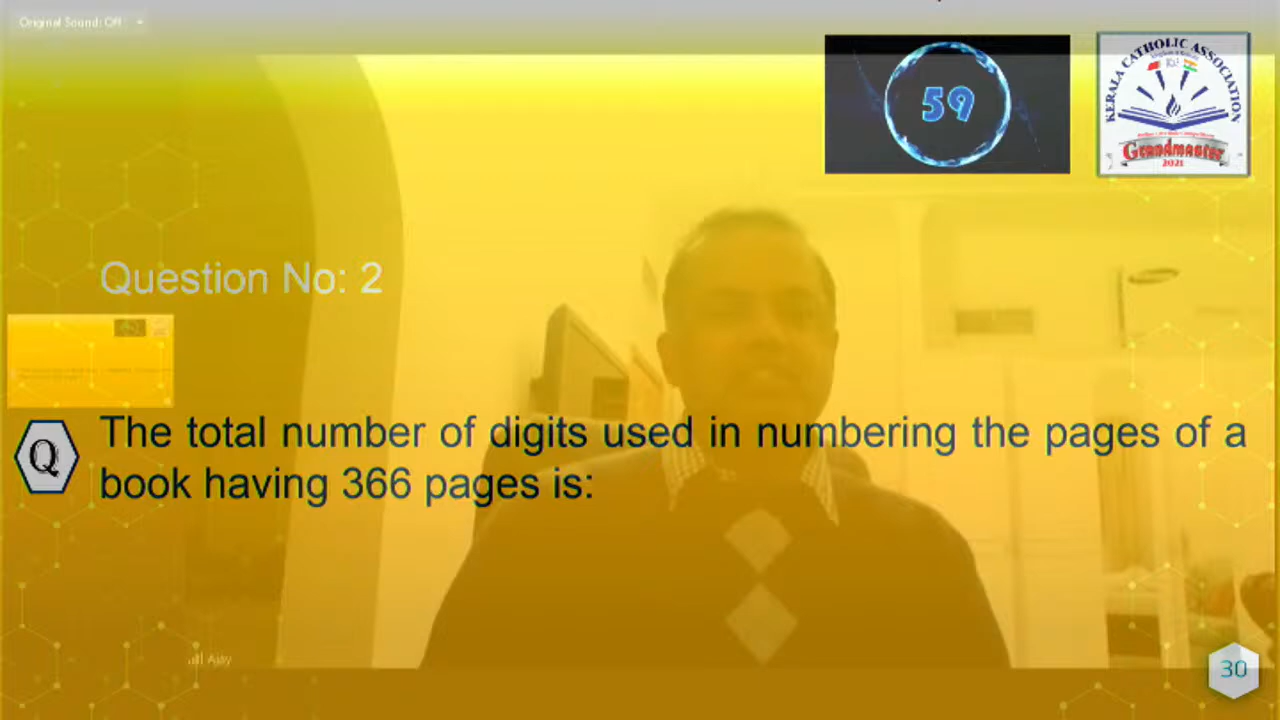 Original Sound: Off
59
KERALA CATHOLIC ASSOCIATION
Grandmaster
2021
Question No: 2
Q
The total number of digits used in numbering the pages of a
book having 366 pages is:
30